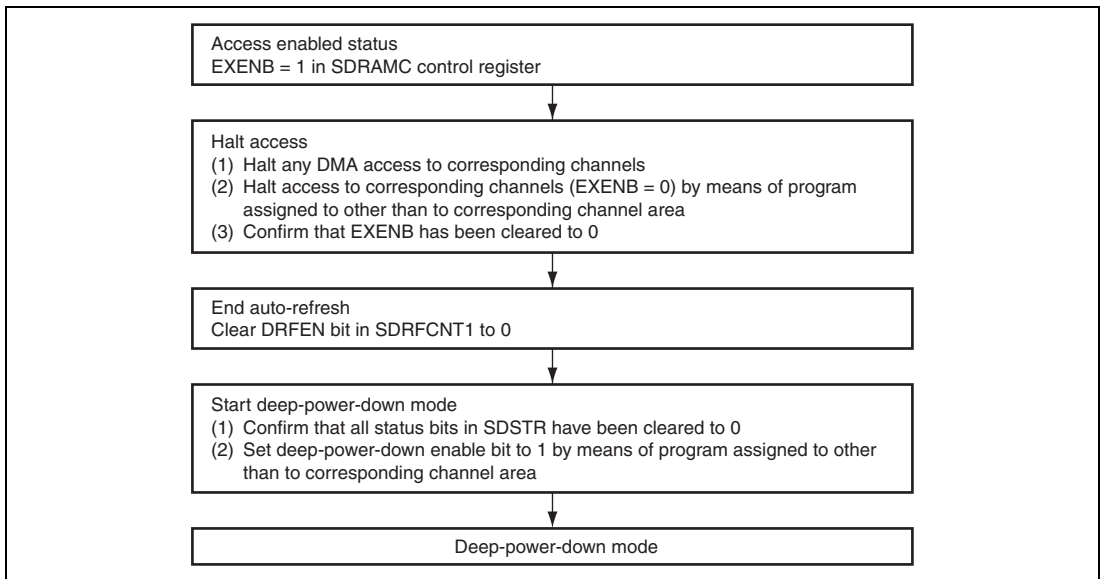 Access enabled status
EXENB = 1 in SDRAMC control register
Halt access
(1) Halt any DMA access to corresponding channels
(2) Halt access to corresponding channels (EXENB = 0) by means of program
assigned to other than to corresponding channel area
(3) Confirm that EXENB has been cleared to 0
End auto-refresh
Clear DRFEN bit in SDRFCNT1 to 0
Start deep-power-down mode
(1) Confirm that all status bits in SDSTR have been cleared to 0
(2) Set deep-power-down enable bit to 1 by means of program assigned to other
than to corresponding channel area
Deep-power-down mode